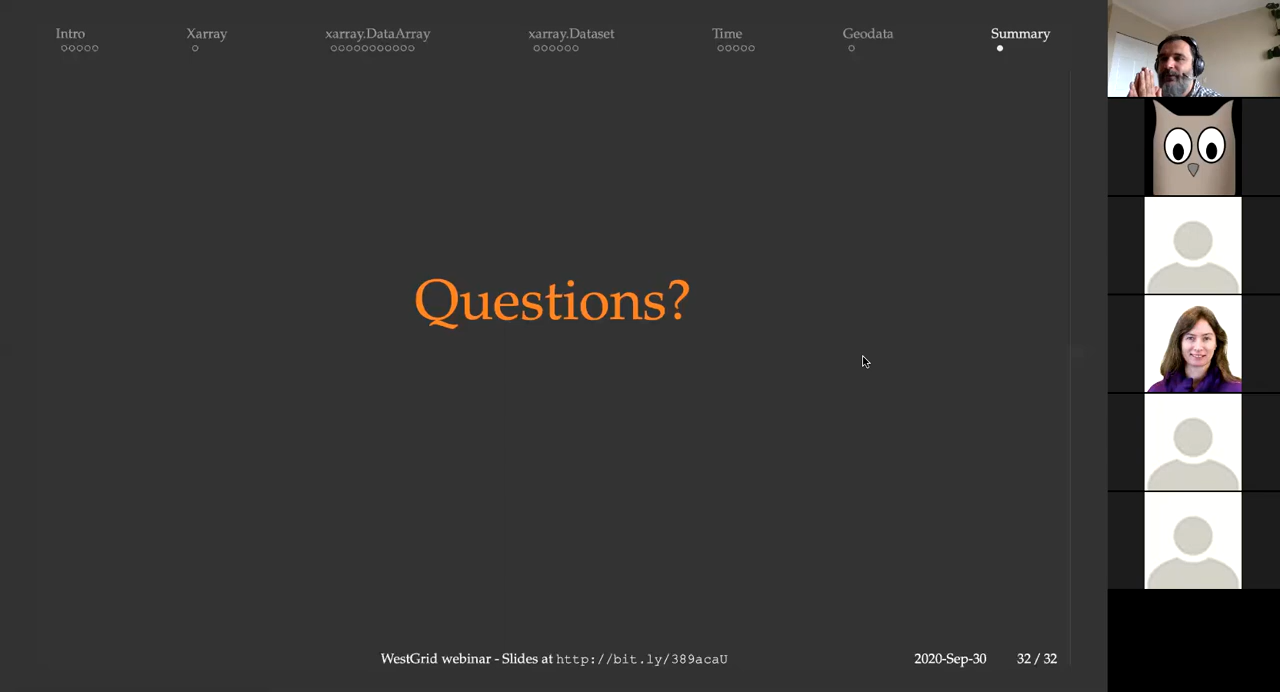 Intro Xarray xarray.DataArray xarray.Dataset Time Geodata Summary
Questions?
WestGrid webinar - Slides at http://bit.ly/389acaU 2020-Sep-30 32 / 32